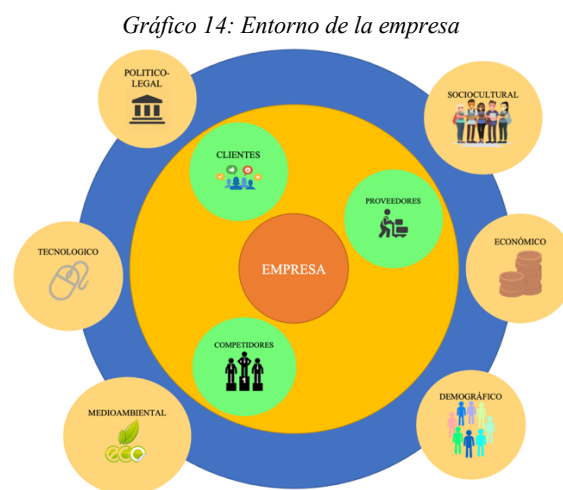 Gráfico 14: Entorno de la empresa
POLITICO-
LEGAL
SOCIOCULTURAL
CLIENTES
PROVEEDORES
TECNOLOGICO
EMPRESA
ECONÓMICO
COMPETIDORES
MEDIOAMBIENTAL
eco
DEMOGRÁFICO